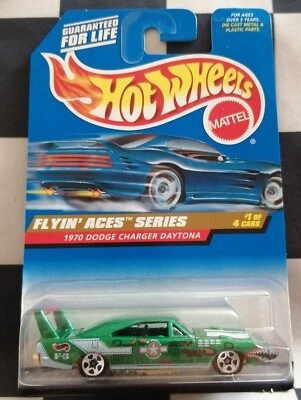 GUARANTEED
FOR LIFE
FOR AGES
OVER 3 YEARS.
DIE CAST METAL &
PLASTIC PARTS.
Hot Wheels
MATTEL
®
FLYIN' ACES™ SERIES
#1 OF
4 CARS
1970 DODGE CHARGER DAYTONA